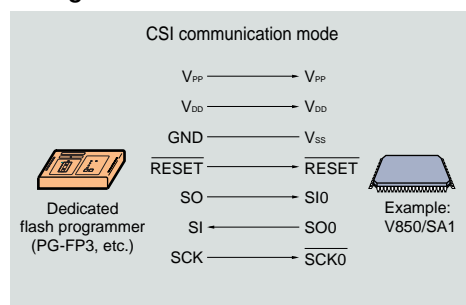 CSI communication mode
VPP VPP
VDD VDD
GND VSS
RESET RESET
SO SI0
SI SO0
SCK SCK0
Dedicated
flash programmer
(PG-FP3, etc.)
Example:
V850/SA1